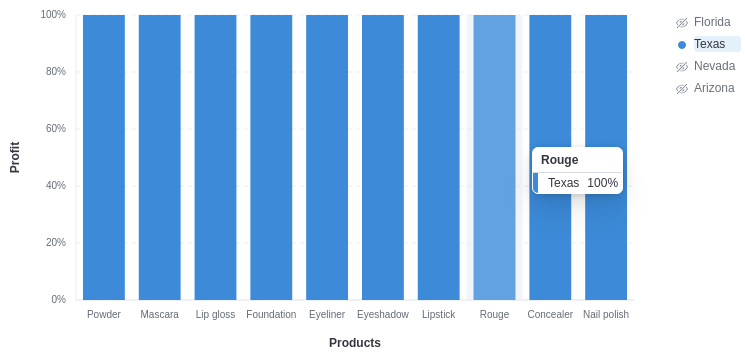 100%
80%
60%
40%
20%
0%
Profit
Powder
Mascara
Lip gloss
Foundation
Eyeliner
Eyeshadow
Lipstick
Rouge
Concealer
Nail polish
Products
Rouge
Texas 100%
Florida
Texas
Nevada
Arizona